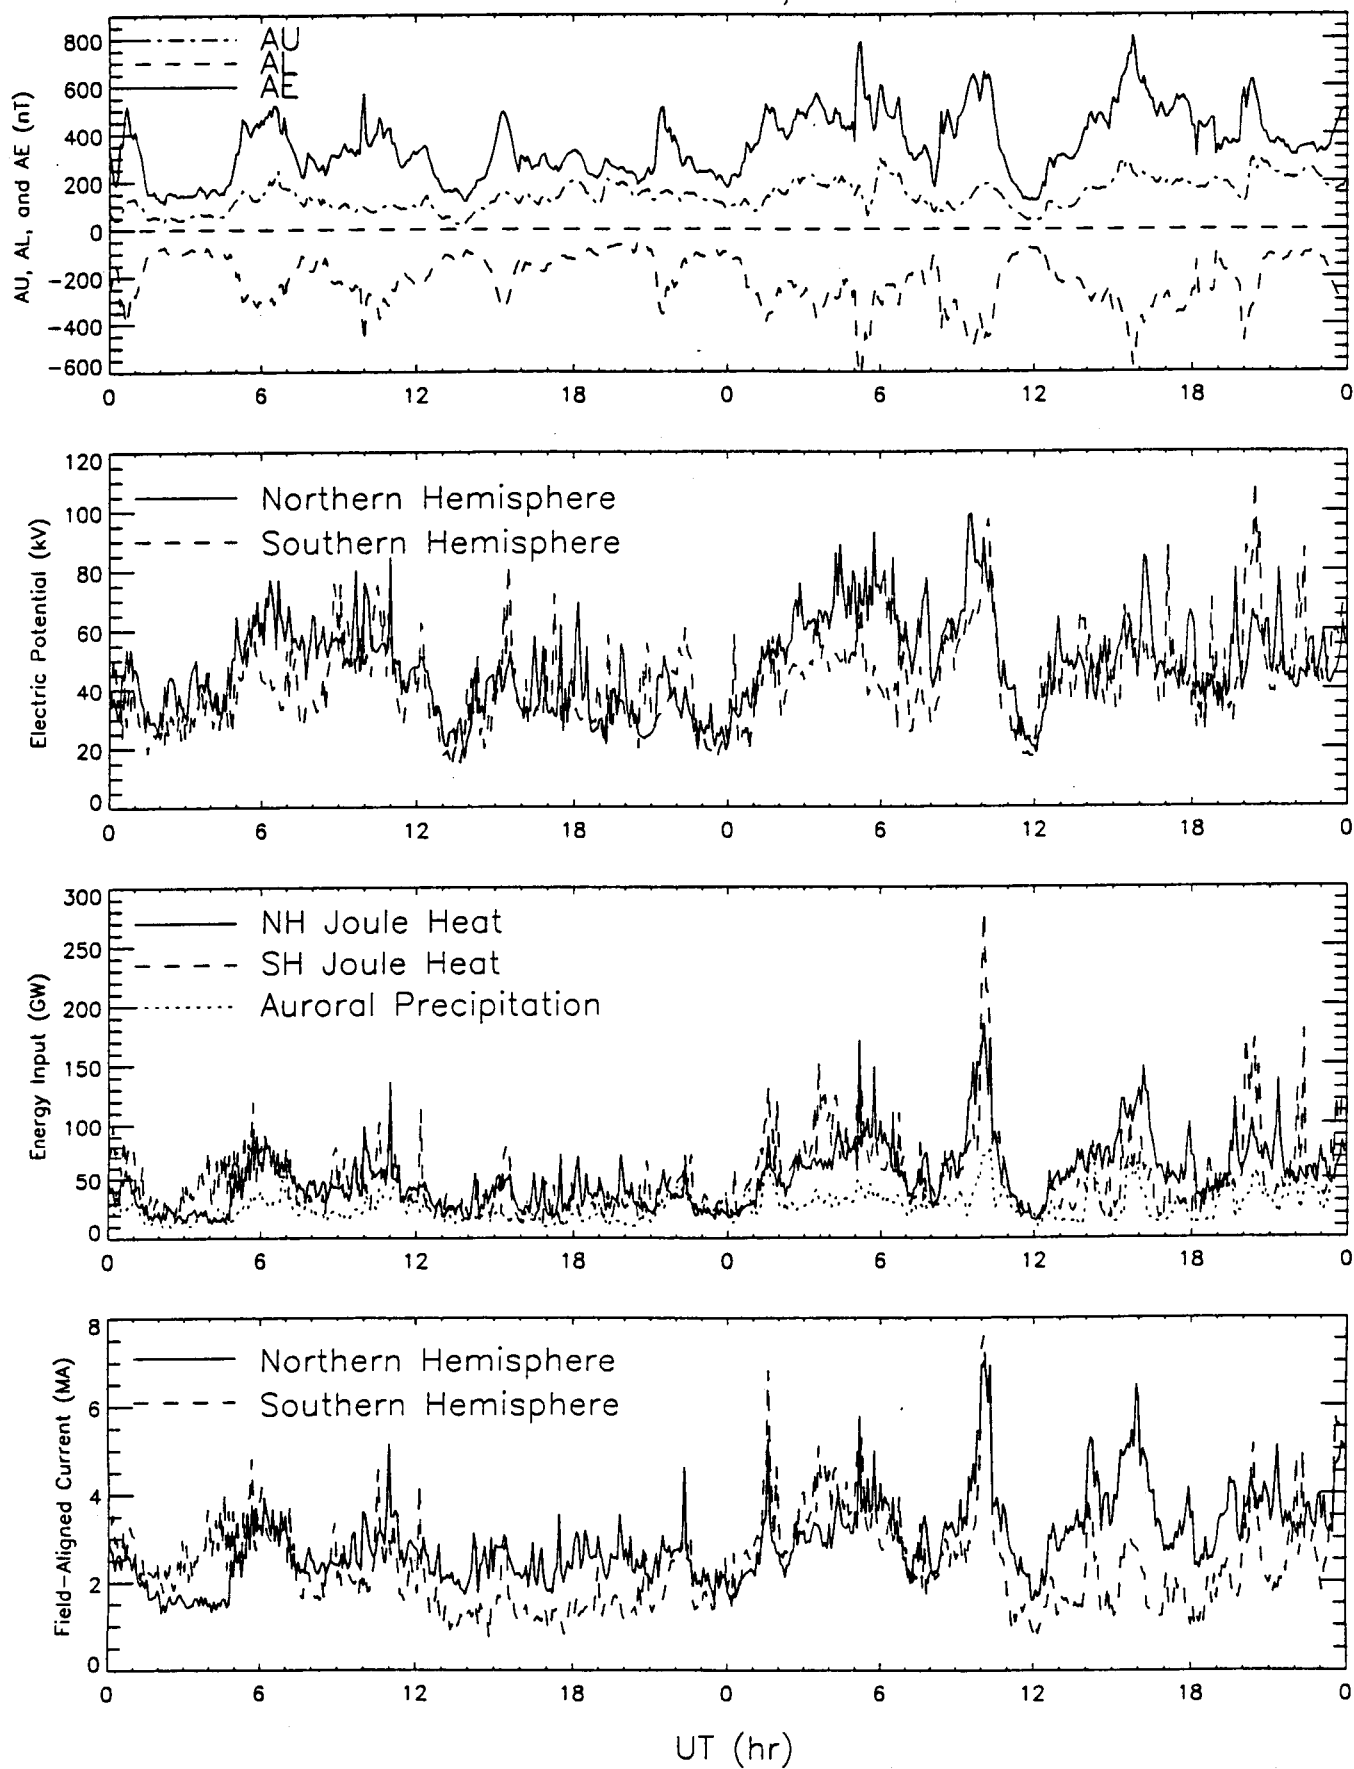 AU, AL, and AE (nT)
800
600
400
200
0
−200
−400
−600
AU
AL
AE
0 6 12 18 0 6 12 18 0
Electric Potential (kV)
120
100
80
60
40
20
0
Northern Hemisphere
Southern Hemisphere
0 6 12 18 0 6 12 18 0
Energy Input (GW)
300
250
200
150
100
50
0
NH Joule Heat
SH Joule Heat
Auroral Precipitation
0 6 12 18 0 6 12 18 0
Field−Aligned Current (MA)
8
6
4
2
0
Northern Hemisphere
Southern Hemisphere
0 6 12 18 0 6 12 18 0
UT (hr)